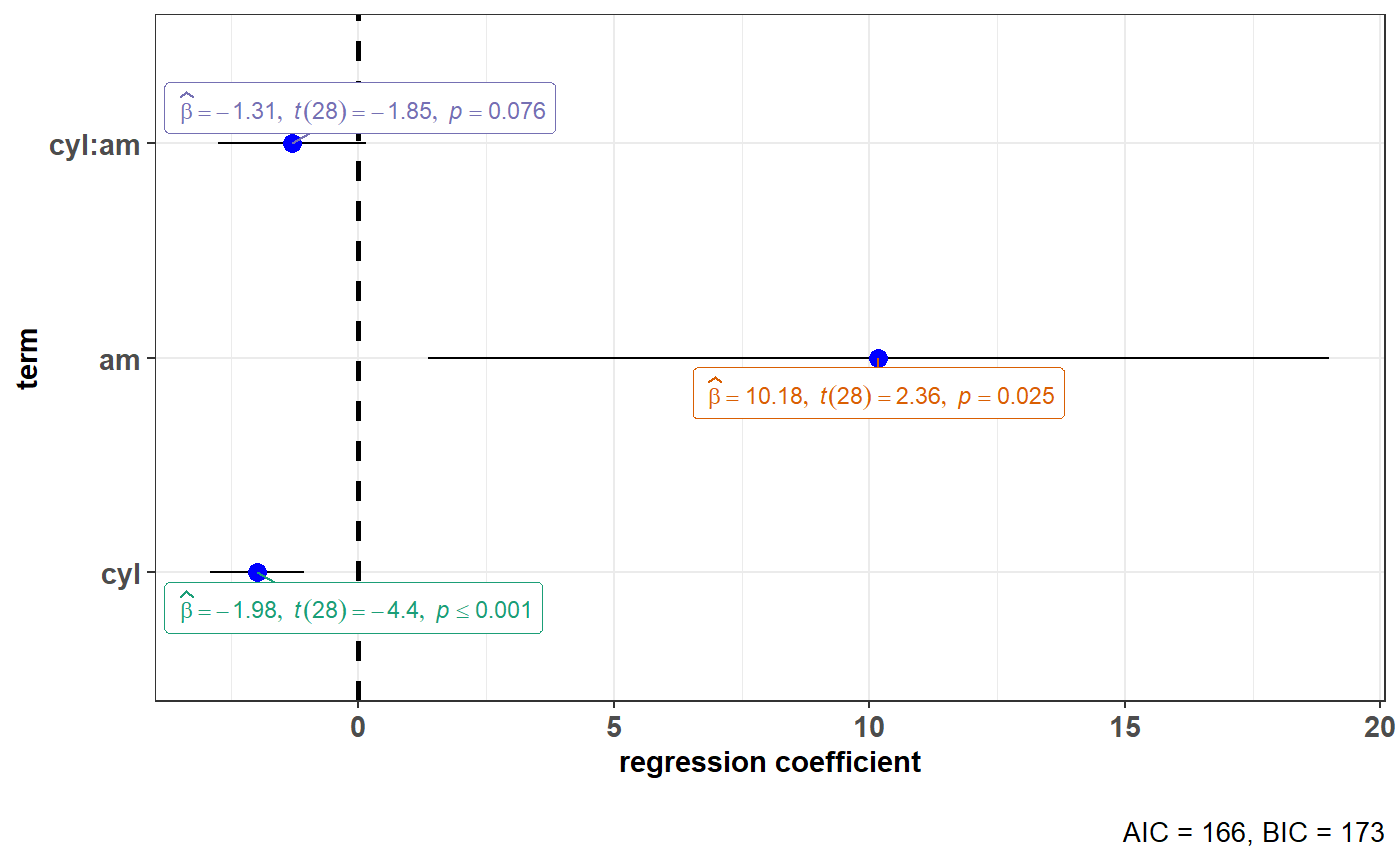 β̂ = −1.31, t(28) = −1.85, p = 0.076
cyl:am
am
β̂ = 10.18, t(28) = 2.36, p = 0.025
term
cyl
β̂ = −1.98, t(28) = −4.4, p ≤ 0.001
0 5 10 15 20
regression coefficient
AIC = 166, BIC = 173